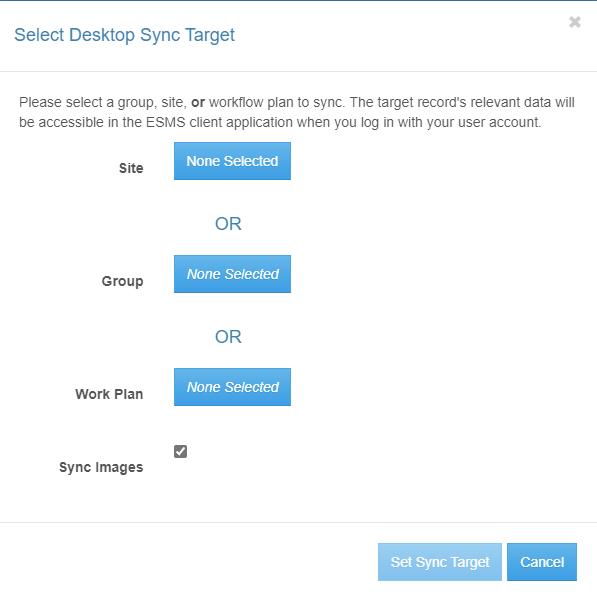 Select Desktop Sync Target
Please select a group, site, or workflow plan to sync. The target record's relevant data will
be accessible in the ESMS client application when you log in with your user account.
Site None Selected
OR
Group None Selected
OR
Work Plan None Selected
Sync Images
Set Sync Target Cancel